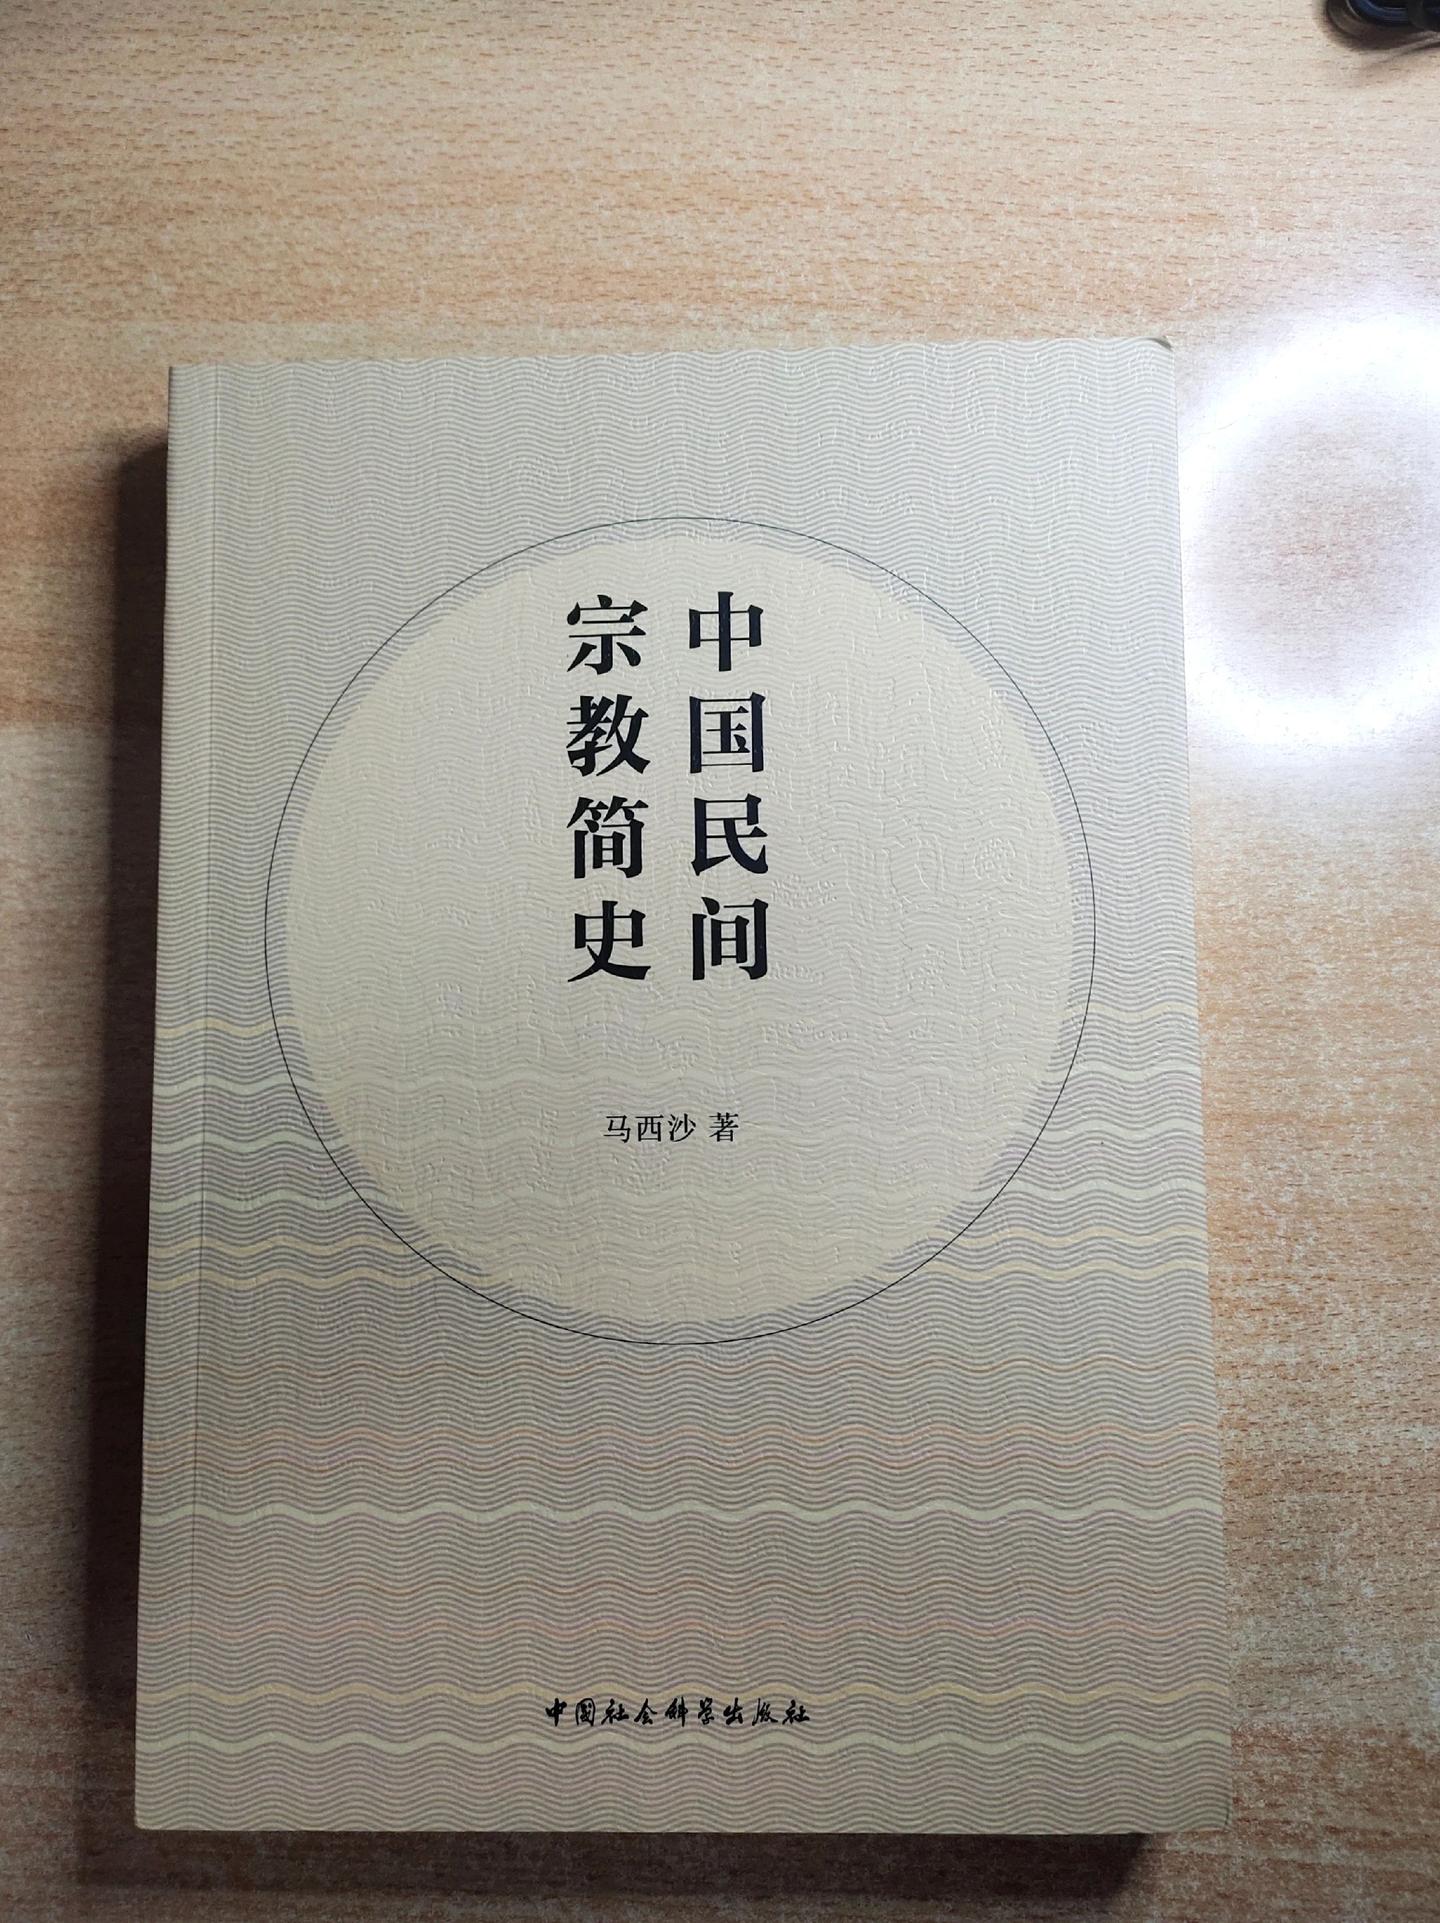 中国民间
宗教简史
马西沙 著
中国社会科学出版社